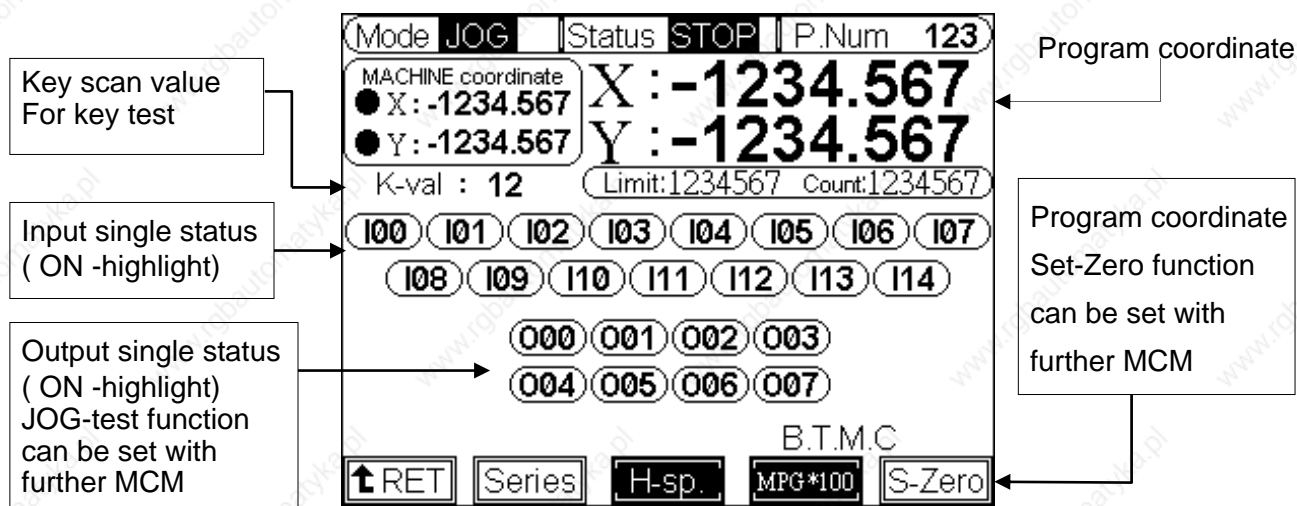 Mode JOG Status STOP P.Num 123
MACHINE coordinate
X:-1234.567
Y:-1234.567
X:-1234.567
Y:-1234.567
K-val : 12
Limit:1234567 Count:1234567
I00 I01 I02 I03 I04 I05 I06 I07
I08 I09 I10 I11 I12 I13 I14
O00 O01 O02 O03
O04 O05 O06 O07
B.T.M.C
RET Series H-sp. MPG*100 S-Zero
Key scan value
For key test
Input single status
( ON -highlight)
Output single status
( ON -highlight)
JOG-test function
can be set with
further MCM
Program coordinate
Program coordinate
Set-Zero function
can be set with
further MCM
www.rgbautomatyka.pl